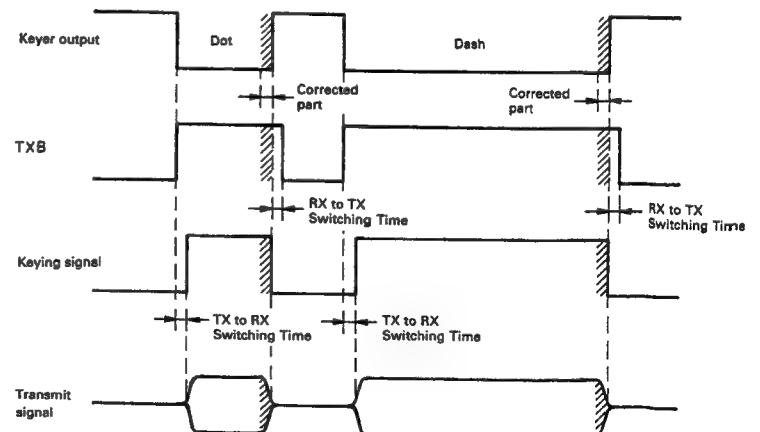 Keyer output
Dot
Dash
Corrected
part
Corrected
part
TXB
RX to TX
Switching Time
RX to TX
Switching Time
Keying signal
TX to RX
Switching Time
TX to RX
Switching Time
Transmit
signal